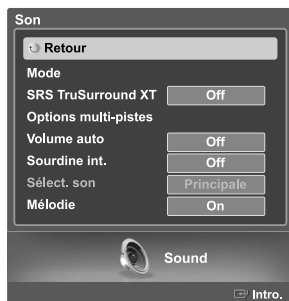 Son
Retour
Mode
SRS TruSurround XT Off
Options multi-pistes
Volume auto Off
Sourdine int. Off
Sélect. son Principale
Mélodie On
Sound
Intro.